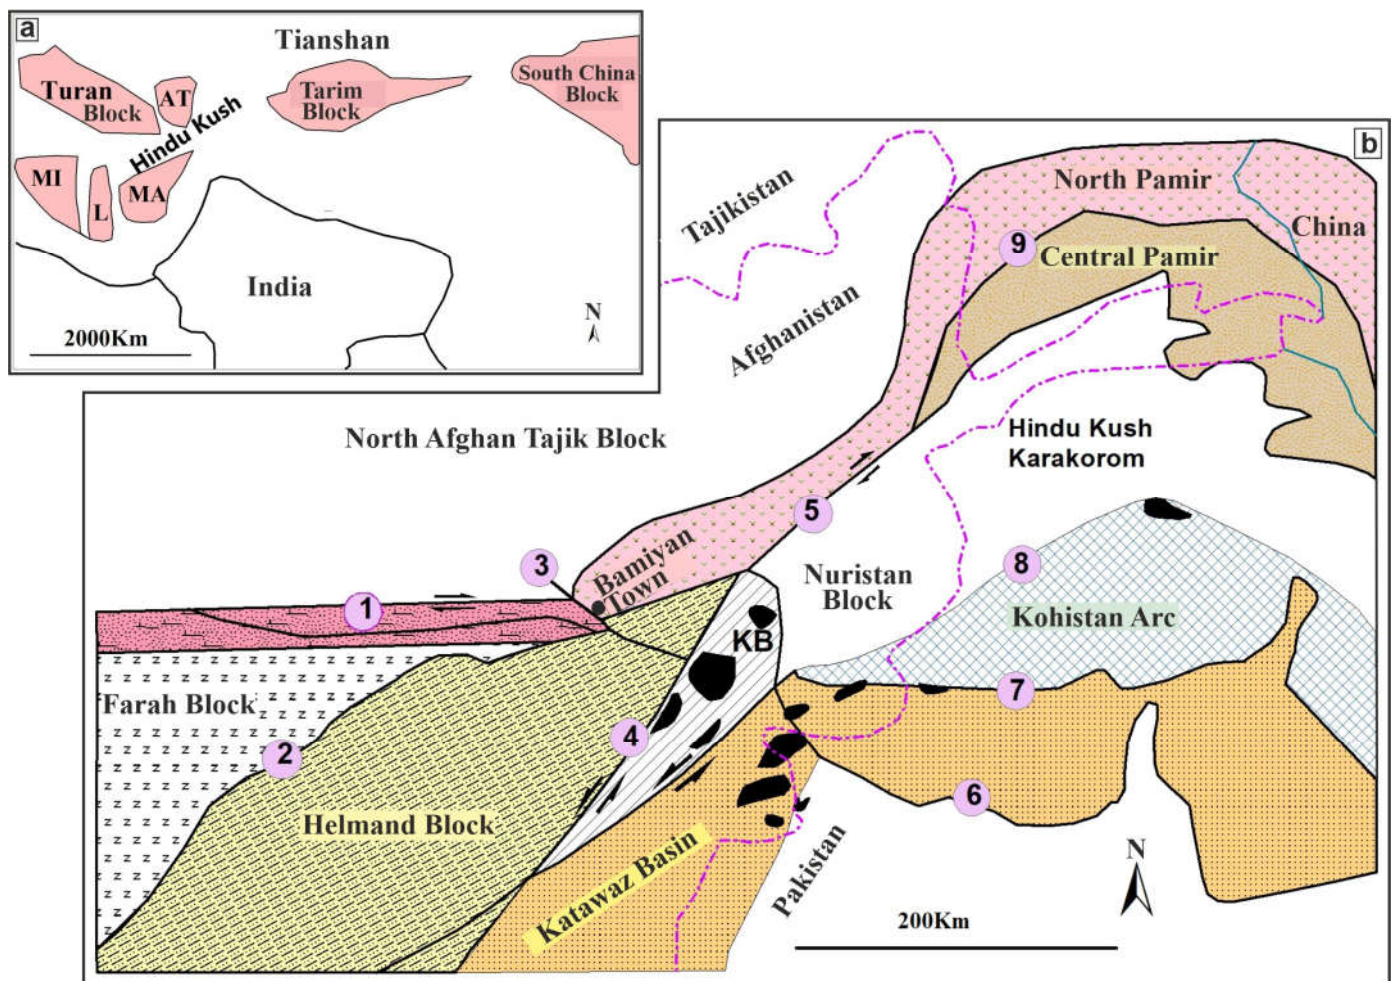 a
Tianshan
Turan
Block
AT
Tarim
Block
South China
Block
Hindu Kush
MI
L
MA
India
2000Km
N
b
North Pamir
China
Tajikistan
9
Central Pamir
Afghanistan
North Afghan Tajik Block
Hindu Kush
Karakorom
5
3
Bamiyan
Town
8
Nuristan
Block
1
Kohistan Arc
KB
Farah Block
7
2
4
6
Helmand Block
Katawaz Basin
Pakistan
N
200Km